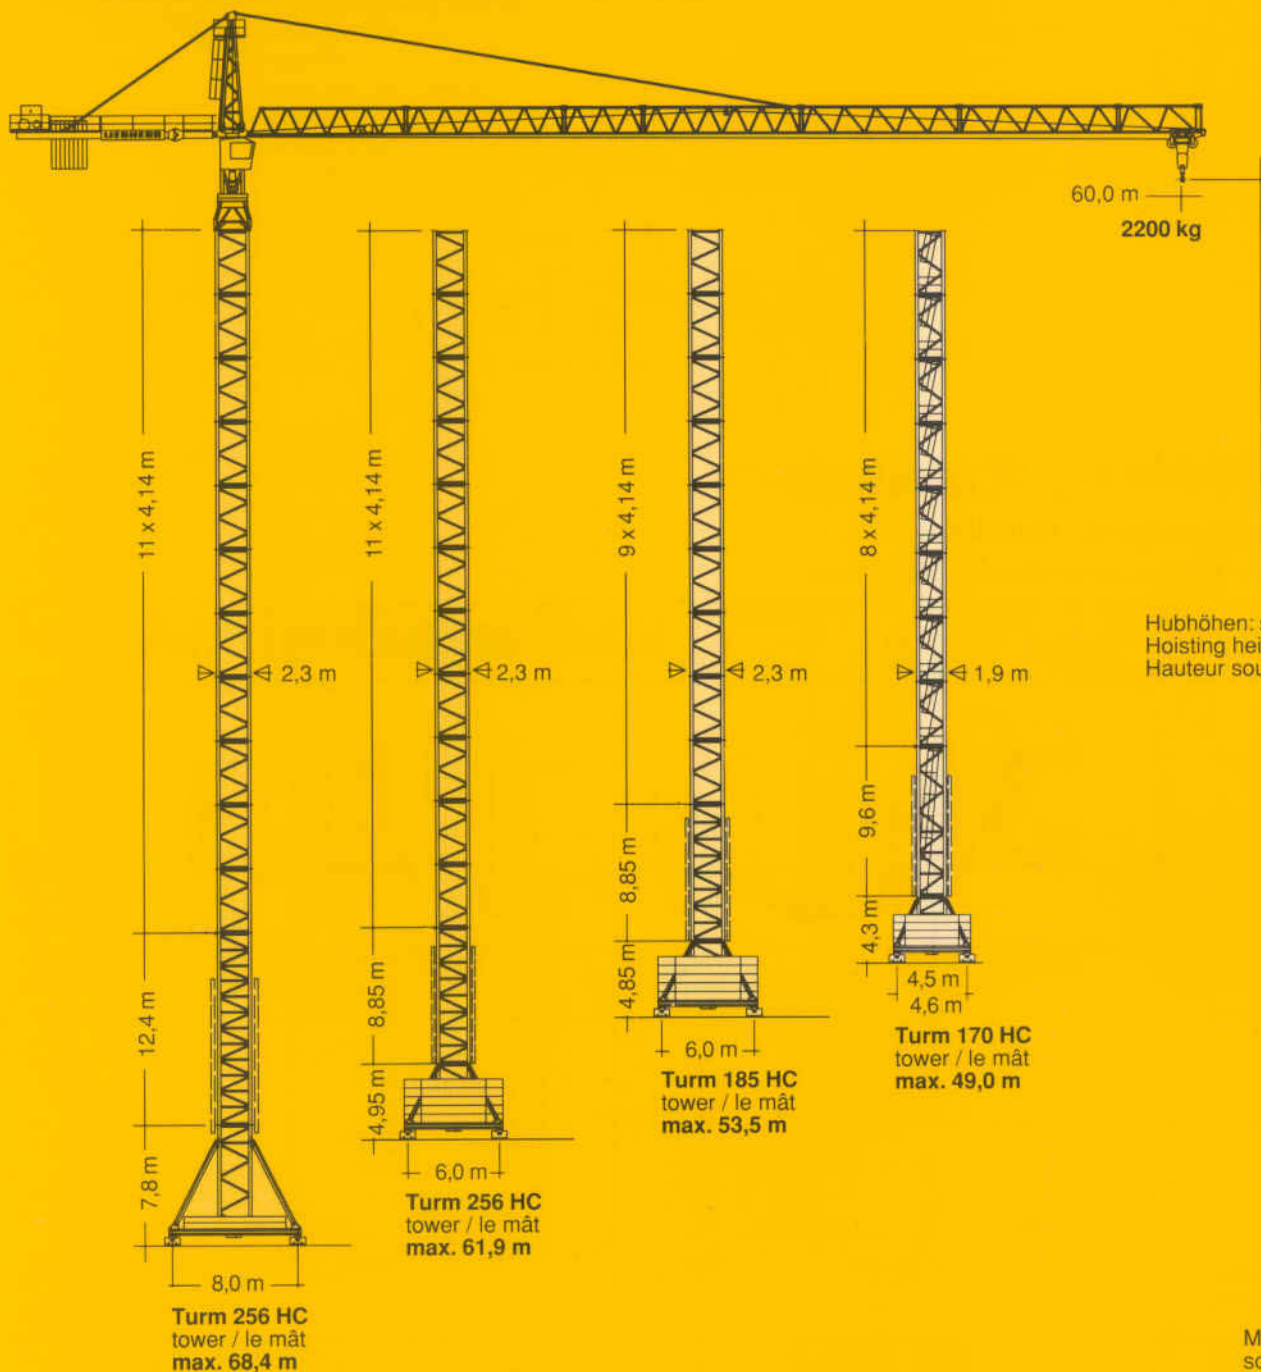 LIEBHERR
60,0 m
2200 kg
11 x 4,14 m
11 x 4,14 m
9 x 4,14 m
8 x 4,14 m
Hubhöhen:
Hoisting
Hauteur
2,3 m
2,3 m
2,3 m
1,9 m
12,4 m
7,8 m
8,0 m
Turm 256 HC
tower / le mât
max. 68,4 m
8,85 m
4,95 m
6,0 m
Turm 256 HC
tower / le mât
max. 61,9 m
8,85 m
4,85 m
6,0 m
Turm 185 HC
tower / le mât
max. 53,5 m
9,6 m
4,3 m
4,5 m
4,6 m
Turm 170 HC
tower / le mât
max. 49,0 m